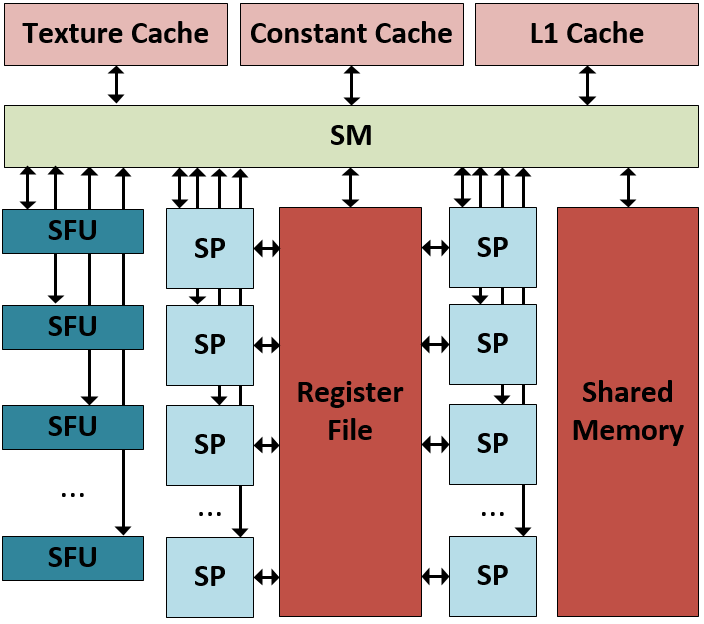 Texture Cache
Constant Cache
L1 Cache
SM
SFU
SP
SP
SFU
SP
SP
Register
File
Shared
Memory
SFU
SP
SP
...
...
...
SFU
SP
SP